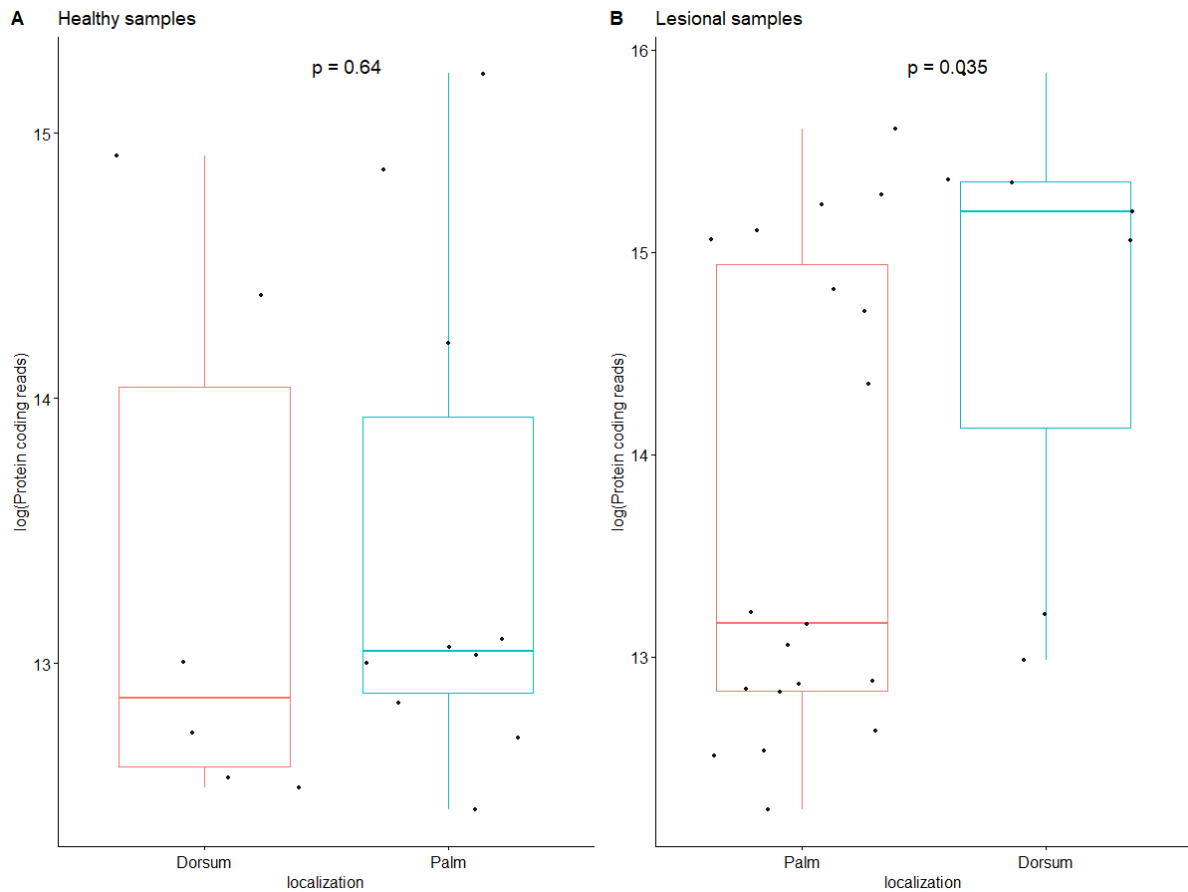 A Healthy samples
p = 0.64
15
14
13
log(Protein coding reads)
Dorsum Palm
localization
B Lesional samples
p = 0.035
16
15
14
13
log(Protein coding reads)
Palm Dorsum
localization